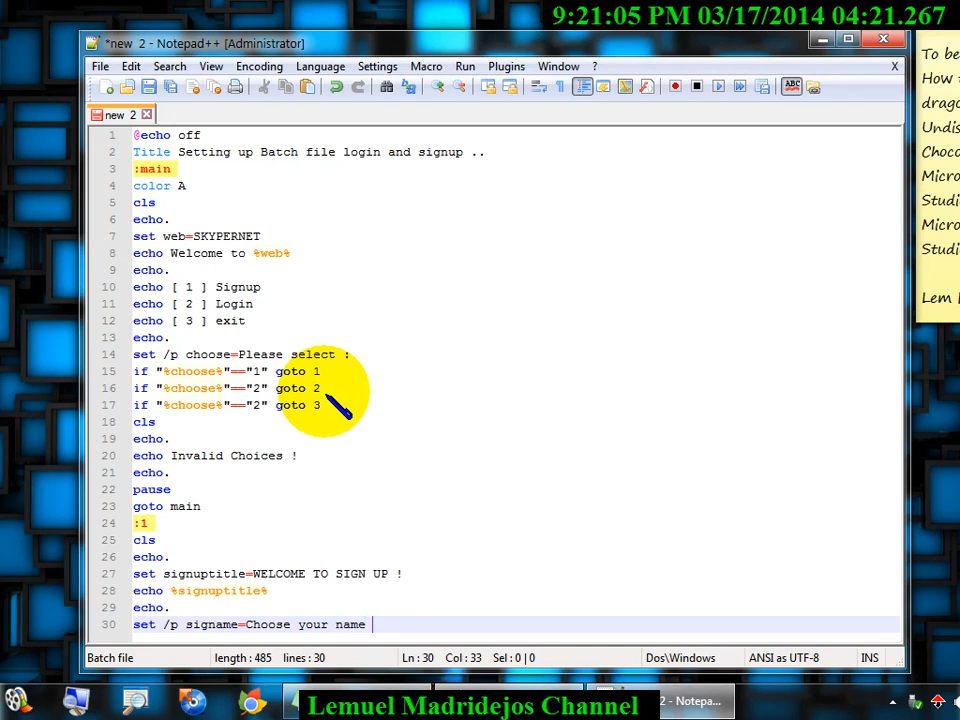 9:21:05 PM 03/17/2014 04:21.267
*new 2 - Notepad++ [Administrator]
File Edit Search View Encoding Language Settings Macro Run Plugins Window ? X
new 2
1 @echo off
2 Title Setting up Batch file login and signup ..
3 :main
4 color A
5 cls
6 echo.
7 set web=SKYPERNET
8 echo Welcome to %web%
9 echo.
10 echo [ 1 ] Signup
11 echo [ 2 ] Login
12 echo [ 3 ] exit
13 echo.
14 set /p choose=Please select :
15 if "%choose%"=="1" goto 1
16 if "%choose%"=="2" goto 2
17 if "%choose%"=="2" goto 3
18 cls
19 echo.
20 echo Invalid Choices !
21 echo.
22 pause
23 goto main
24 :1
25 cls
26 echo.
27 set signuptitle=WELCOME TO SIGN UP !
28 echo %signuptitle%
29 echo.
30 set /p signame=Choose your name
Batch file length : 485 lines : 30 Ln : 30 Col : 33 Sel : 0 | 0 Dos\Windows ANSI as UTF-8 INS
To be
How
drago
Undis
Choco
Micro
Studi
Micro
Studi
Lem
Lemuel Madridejos Channel
2 - Notepa...